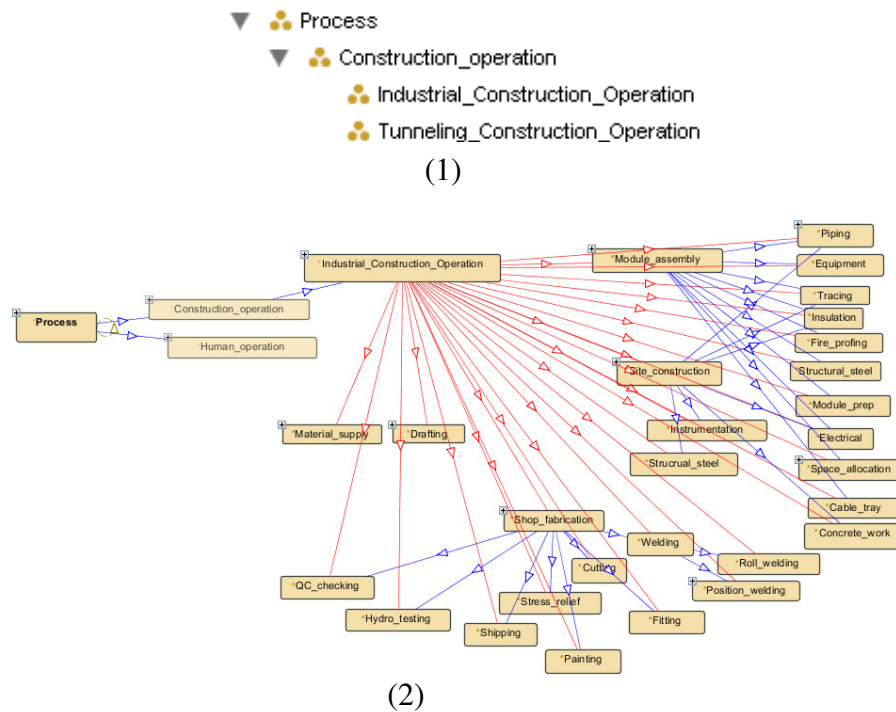 Process
Construction_operation
Industrial_Construction_Operation
Tunneling_Construction_Operation
(1)
Piping
Industrial_Construction_Operation
Module_assembly
Equipment
Tracing
Construction_operation
Insulation
Process
Fire_profing
Human_operation
Site_construction
Structural_steel
Module_prep
Material_supply
Drafting
Instrumentation
Electrical
Strucrual_steel
Space_allocation
Cable_tray
Shop_fabrication
Concrete_work
Welding
Roll_welding
Cutting
QC_checking
Position_welding
Stress_relief
Hydro_testing
Fitting
Shipping
Painting
(2)